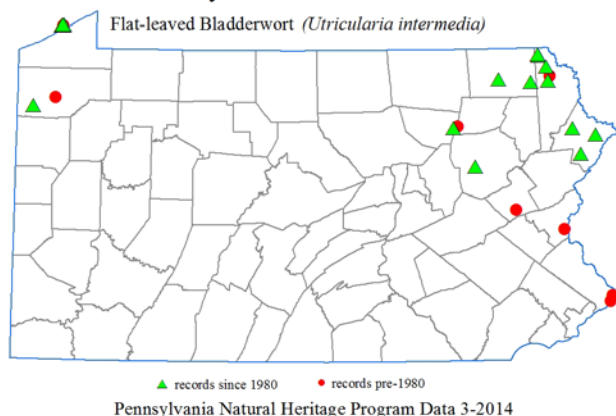 Flat-leaved Bladderwort (Utricularia intermedia)
records since 1980 records pre-1980
Pennsylvania Natural Heritage Program Data 3-2014